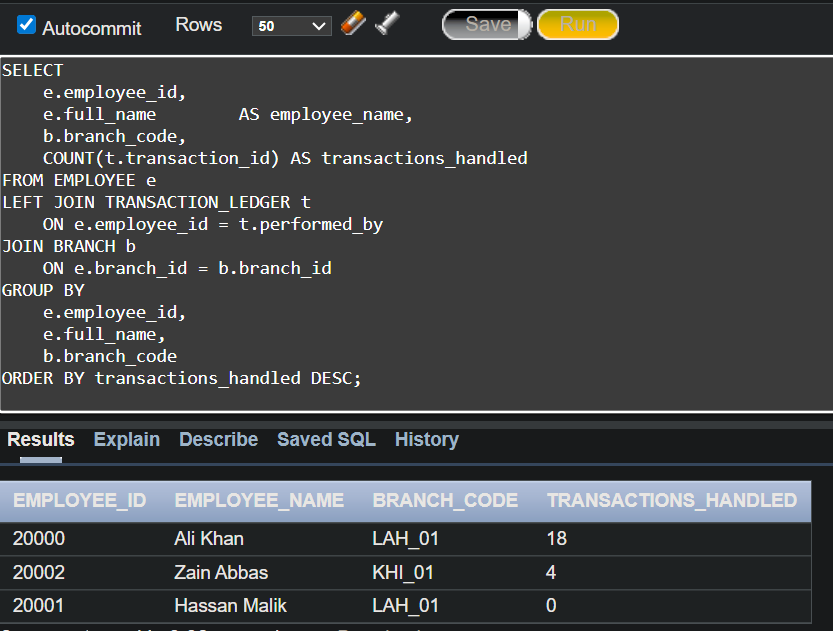 Autocommit Rows 50 Save Run
SELECT
    e.employee_id,
    e.full_name        AS employee_name,
    b.branch_code,
    COUNT(t.transaction_id) AS transactions_handled
FROM EMPLOYEE e
LEFT JOIN TRANSACTION_LEDGER t
    ON e.employee_id = t.performed_by
JOIN BRANCH b
    ON e.branch_id = b.branch_id
GROUP BY
    e.employee_id,
    e.full_name,
    b.branch_code
ORDER BY transactions_handled DESC;
Results Explain Describe Saved SQL History
EMPLOYEE_ID EMPLOYEE_NAME BRANCH_CODE TRANSACTIONS_HANDLED
20000 Ali Khan LAH_01 18
20002 Zain Abbas KHI_01 4
20001 Hassan Malik LAH_01 0